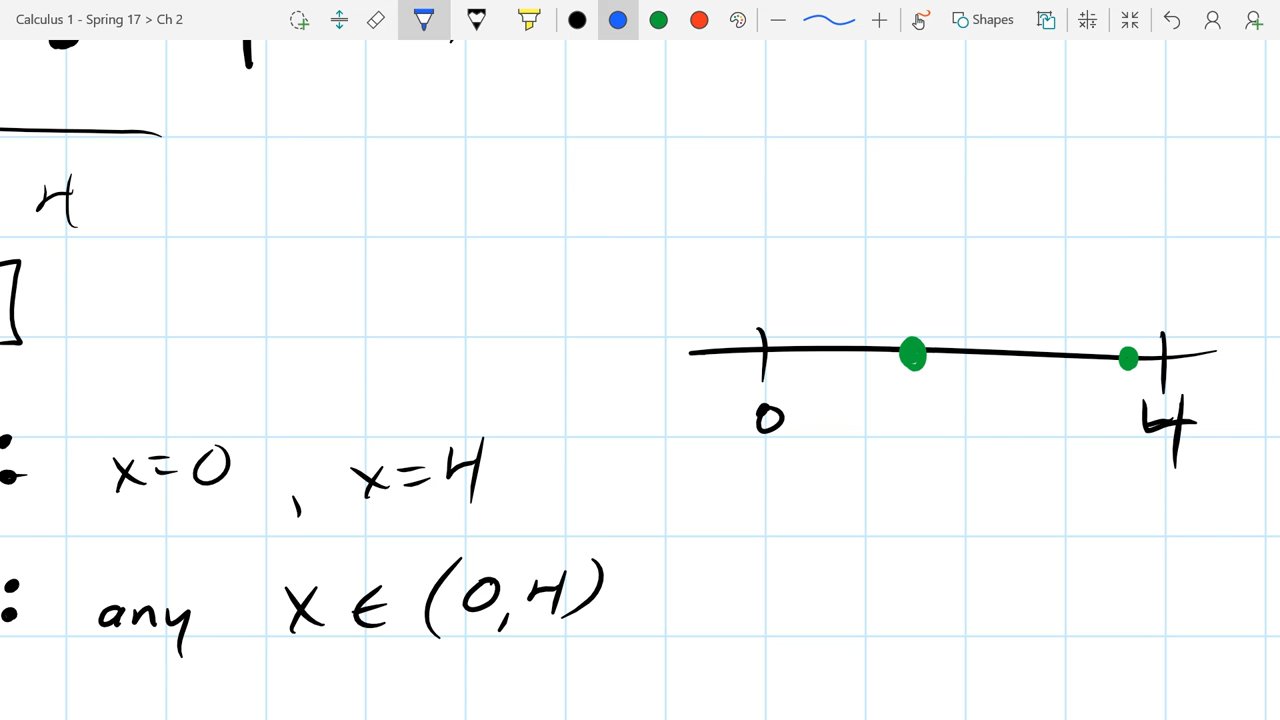 Calculus 1 - Spring 17 > Ch 2
Shapes
4
]
0 4
: x=0 , x=4
: any x ∈ (0,4)